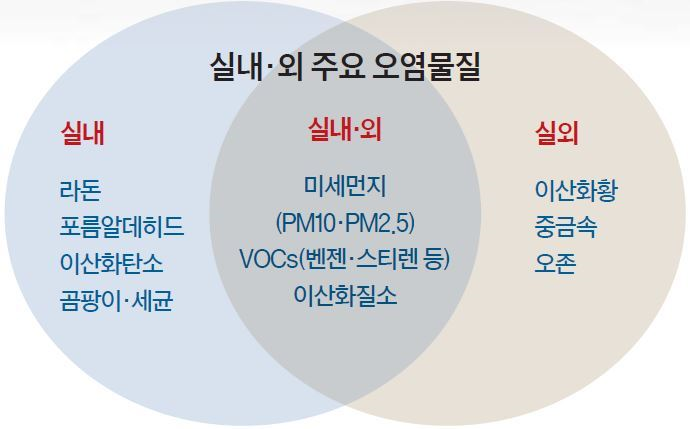 실내·외 주요 오염물질
실내
라돈
포름알데히드
이산화탄소
곰팡이·세균
실내·외
미세먼지
(PM10·PM2.5)
VOCs(벤젠·스티렌 등)
이산화질소
실외
이산화황
중금속
오존